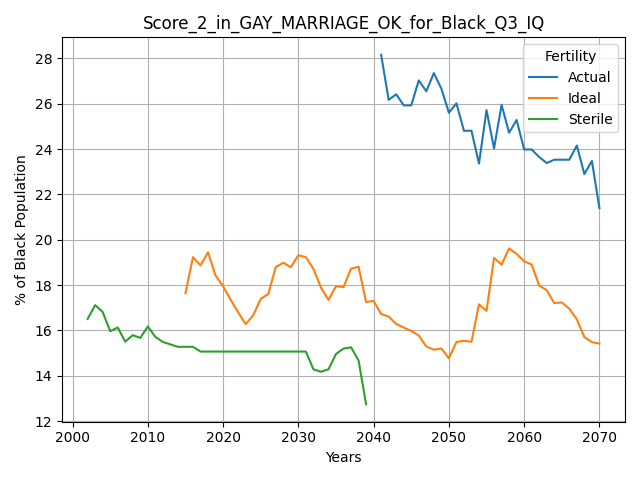 Score_2_in_GAY_MARRIAGE_OK_for_Black_Q3_IQ
Fertility
Actual
Ideal
Sterile
% of Black Population
28
26
24
22
20
18
16
14
12
2000
2010
2020
2030
2040
2050
2060
2070
Years